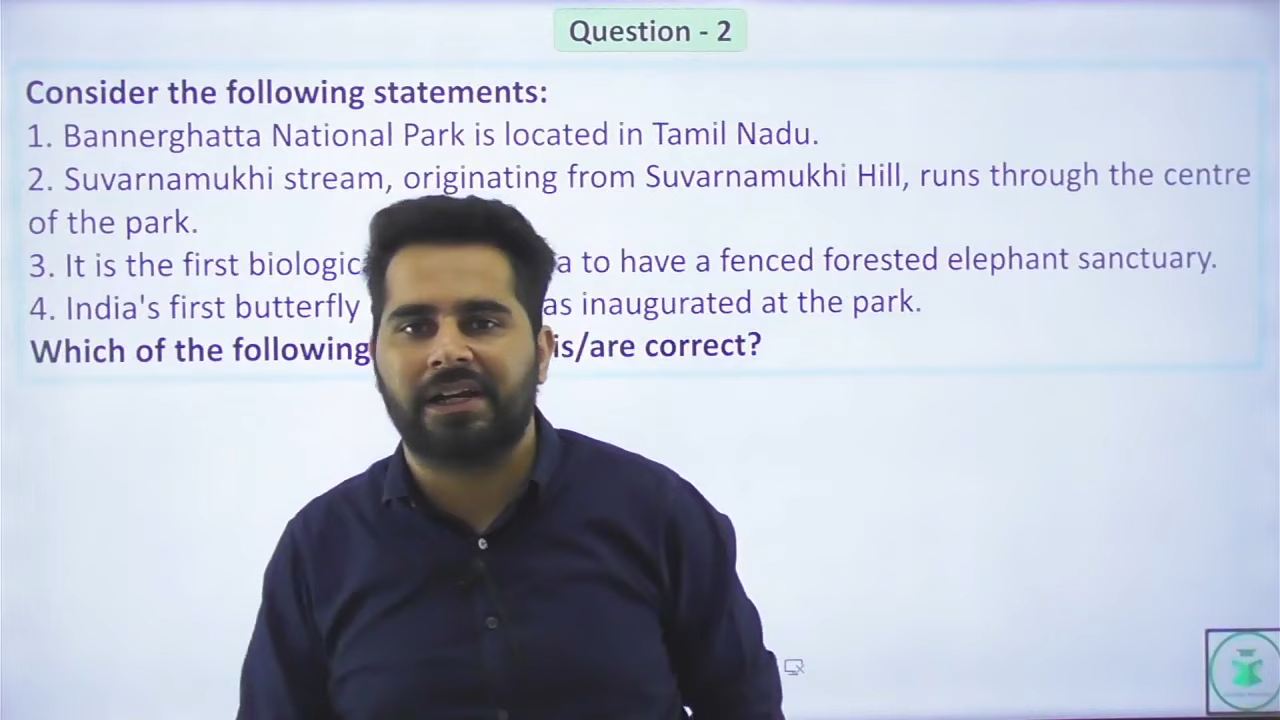 Question - 2
Consider the following statements:
1. Bannerghatta National Park is located in Tamil Nadu.
2. Suvarnamukhi stream, originating from Suvarnamukhi Hill, runs through the centre
of the park.
3. It is the first to have a fenced forested elephant sanctuary.
4. India's first butterfly inaugurated at the park.
Which of the following is/are correct?